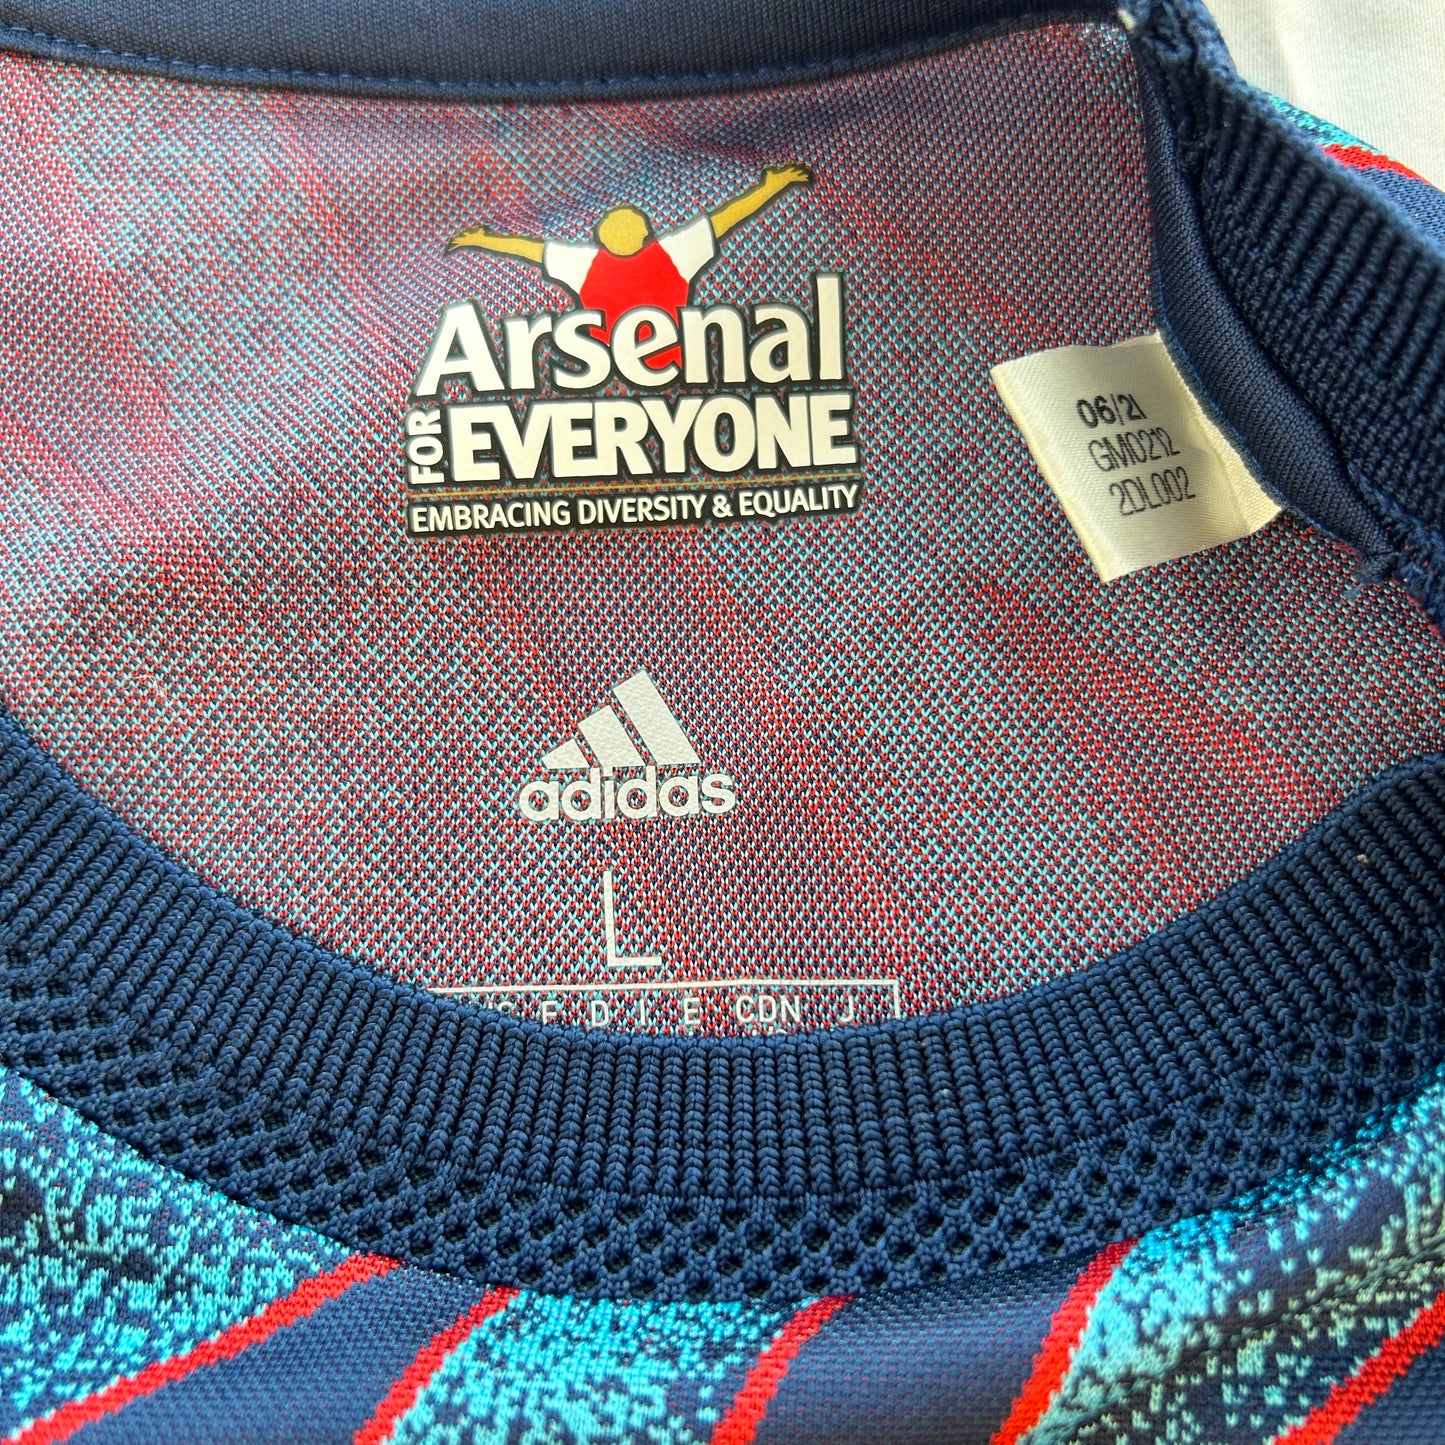 Arsenal
FOR EVERYONE
EMBRACING DIVERSITY & EQUALITY
06/21
GM0212
2DL002
adidas
L
F D I E CDN J